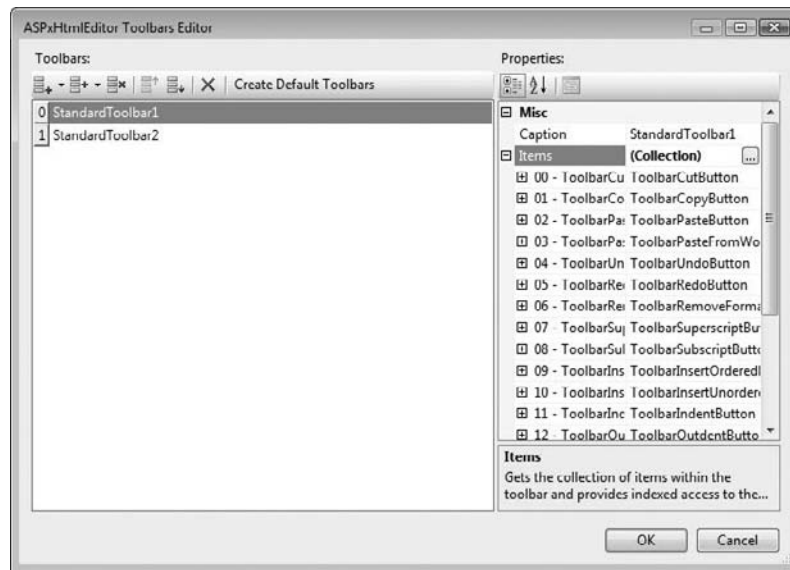 ASPxHtmlEditor Toolbars Editor
Toolbars:
Create Default Toolbars
0 StandardToolbar1
1 StandardToolbar2
Properties:
Misc
Caption StandardToolbar1
Items (Collection) ...
00 - ToolbarCu ToolbarCutButton
01 - ToolbarCo ToolbarCopyButton
02 - ToolbarPa ToolbarPasteButton
03 - ToolbarPa ToolbarPasteFromWo
04 - ToolbarUn ToolbarUndoButton
05 - ToolbarRe ToolbarRedoButton
06 - ToolbarRe ToolbarRemoveForma
07 - ToolbarSu ToolbarSuperscriptBu
08 - ToolbarSu ToolbarSubscriptButt
09 - ToolbarIns ToolbarInsertOrdered
10 - ToolbarIns ToolbarInsertUnorder
11 - ToolbarInc ToolbarIndentButton
12 - ToolbarOu ToolbarOutdentButto
Items
Gets the collection of items within the
toolbar and provides indexed access to the...
OK Cancel